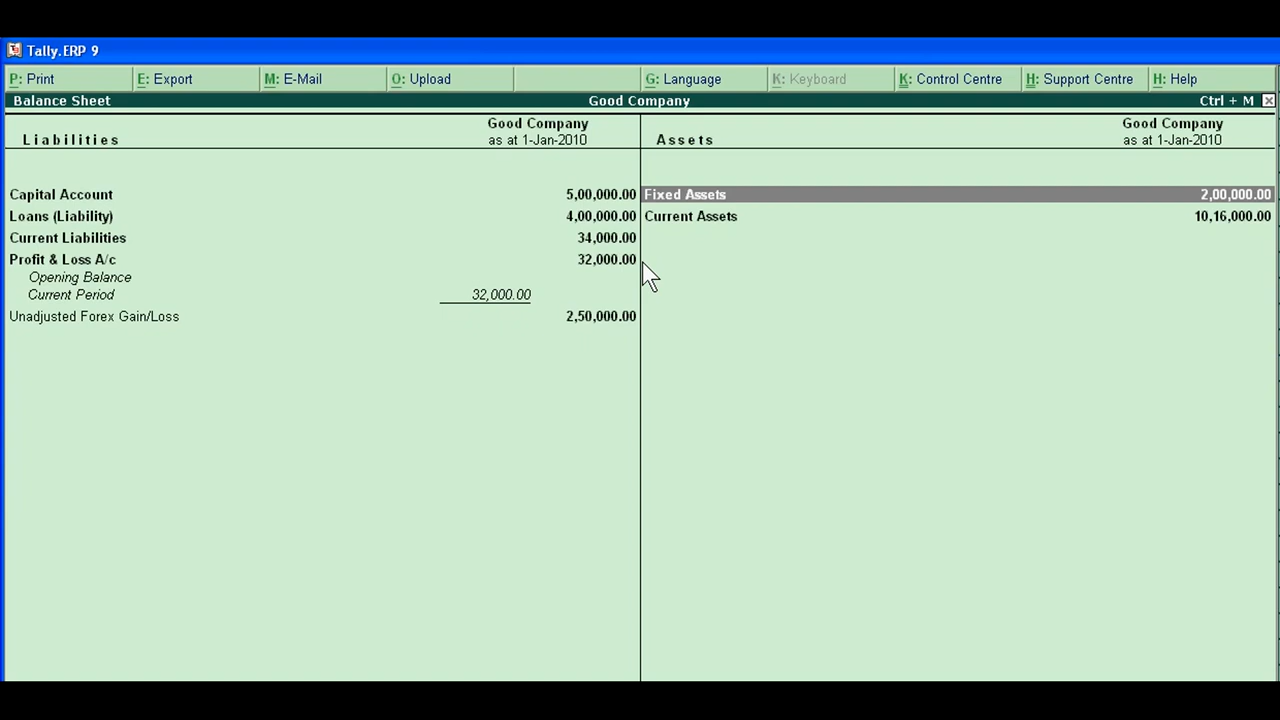 Tally.ERP 9
P: Print E: Export M: E-Mail O: Upload G: Language K: Keyboard K: Control Centre H: Support Centre H: Help
Balance Sheet Good Company Ctrl + M
Liabilities Good Company as at 1-Jan-2010
Assets Good Company as at 1-Jan-2010
Capital Account 5,00,000.00
Loans (Liability) 4,00,000.00
Current Liabilities 34,000.00
Profit & Loss A/c 32,000.00
Opening Balance
Current Period 32,000.00
Unadjusted Forex Gain/Loss 2,50,000.00
Fixed Assets 2,00,000.00
Current Assets 10,16,000.00